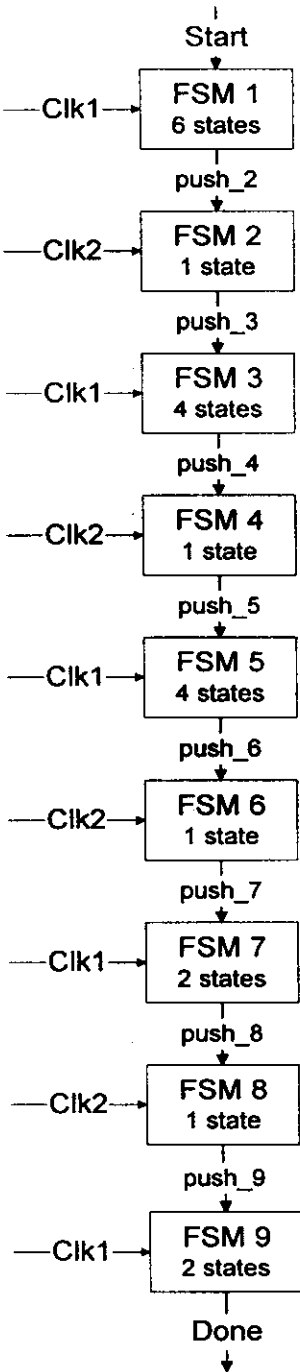 Start
Clk1
FSM 1
6 states
push_2
Clk2
FSM 2
1 state
push_3
Clk1
FSM 3
4 states
push_4
Clk2
FSM 4
1 state
push_5
Clk1
FSM 5
4 states
push_6
Clk2
FSM 6
1 state
push_7
Clk1
FSM 7
2 states
push_8
Clk2
FSM 8
1 state
push_9
Clk1
FSM 9
2 states
Done